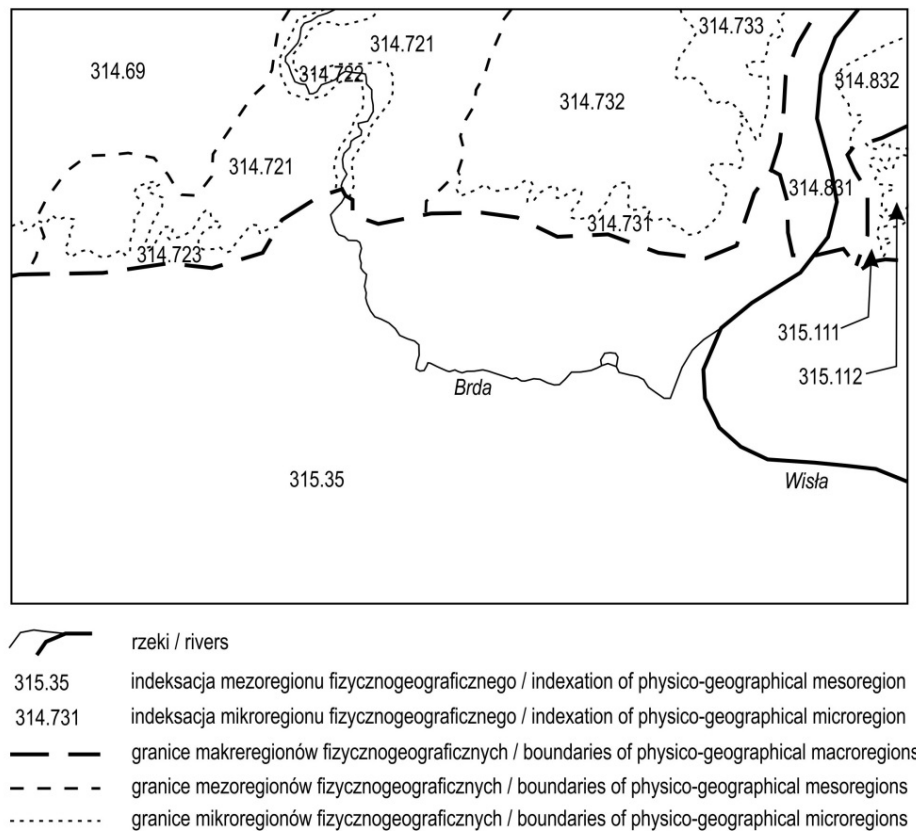 314.733
314.721
314.69
314.722
314.832
314.732
314.721
314.831
314.731
314.723
315.111
315.112
Brda
315.35
Wisła
rzeki / rivers
315.35 indeksacja mezoregionu fizycznogeograficznego / indexation of physico-geographical mesoregion
314.731 indeksacja mikroregionu fizycznogeograficznego / indexation of physico-geographical microregion
granice makreregionów fizycznogeograficznych / boundaries of physico-geographical macroregions
granice mezoregionów fizycznogeograficznych / boundaries of physico-geographical mesoregions
granice mikroregionów fizycznogeograficznych / boundaries of physico-geographical microregions